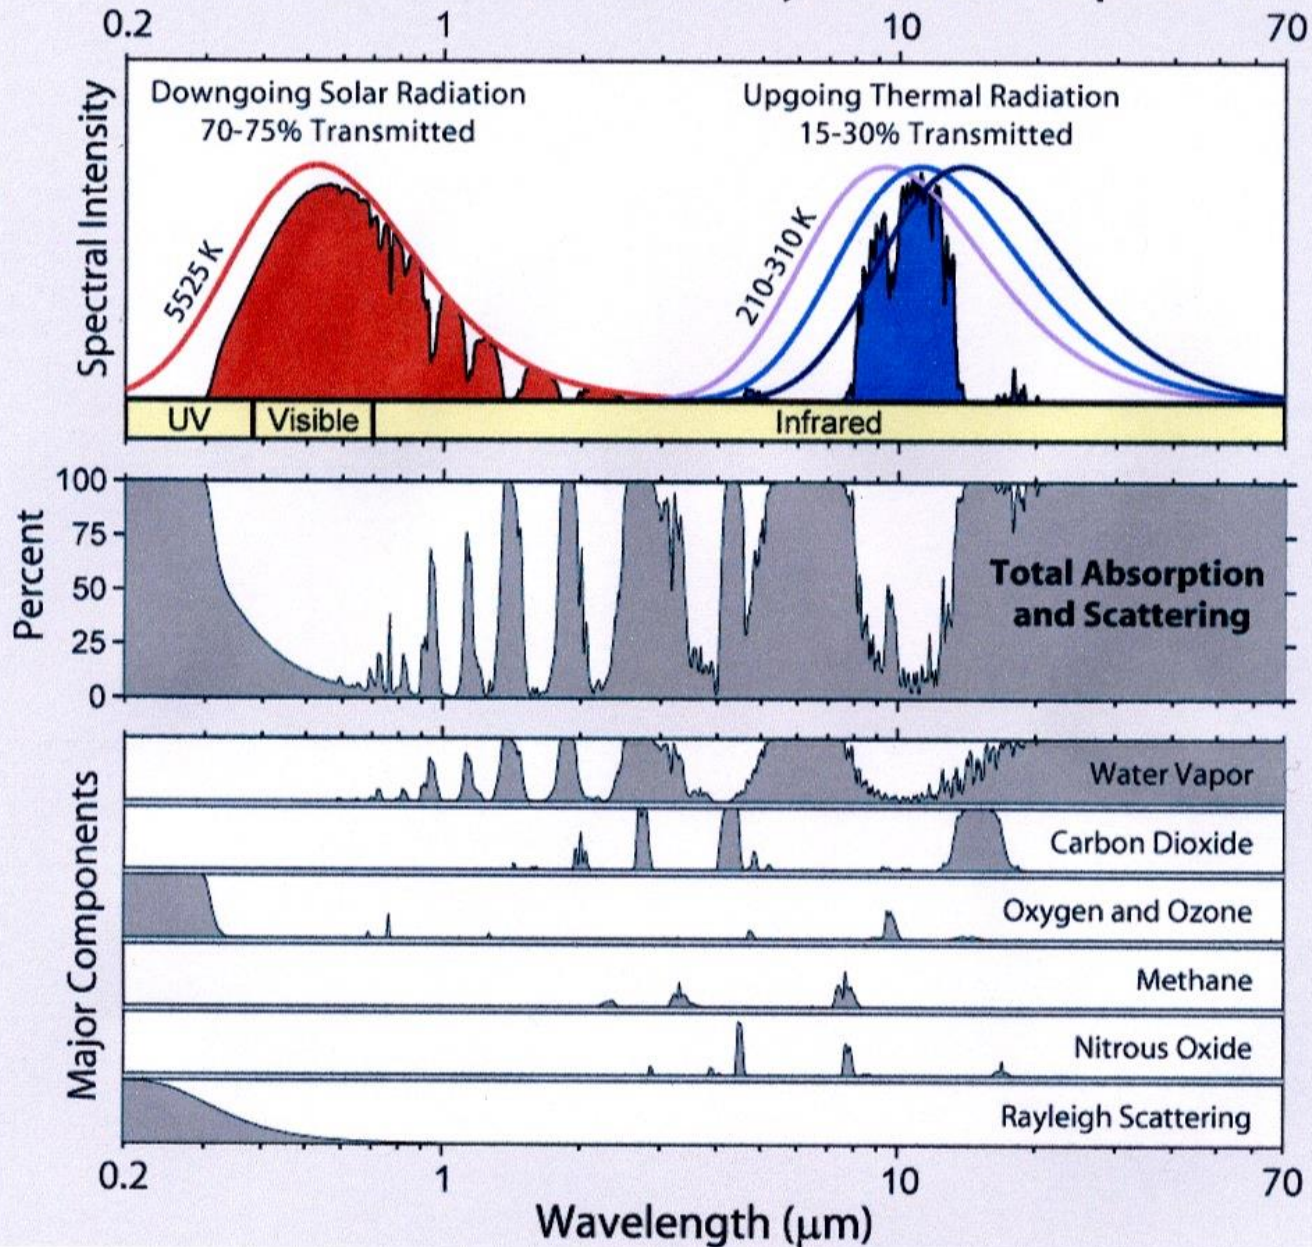 0.2 1 10 70
Downgoing Solar Radiation
70-75% Transmitted
Upgoing Thermal Radiation
15-30% Transmitted
Spectral Intensity
5525 K
210-310 K
UV Visible Infrared
Percent
100
75
50
25
0
Total Absorption
and Scattering
Major Components
Water Vapor
Carbon Dioxide
Oxygen and Ozone
Methane
Nitrous Oxide
Rayleigh Scattering
0.2 1 10 70
Wavelength (μm)